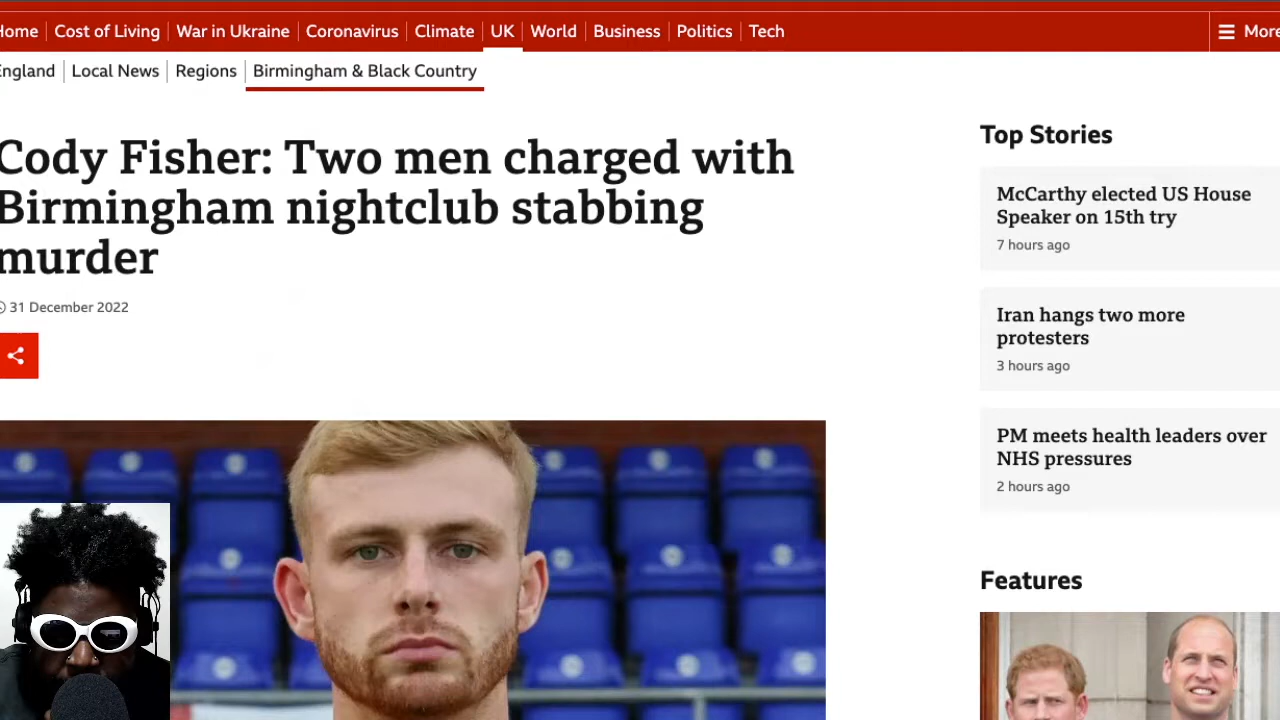 Home Cost of Living War in Ukraine Coronavirus Climate UK World Business Politics Tech More
England Local News Regions Birmingham & Black Country
Cody Fisher: Two men charged with
Birmingham nightclub stabbing
murder
31 December 2022
Top Stories
McCarthy elected US House
Speaker on 15th try
7 hours ago
Iran hangs two more
protesters
3 hours ago
PM meets health leaders over
NHS pressures
2 hours ago
Features